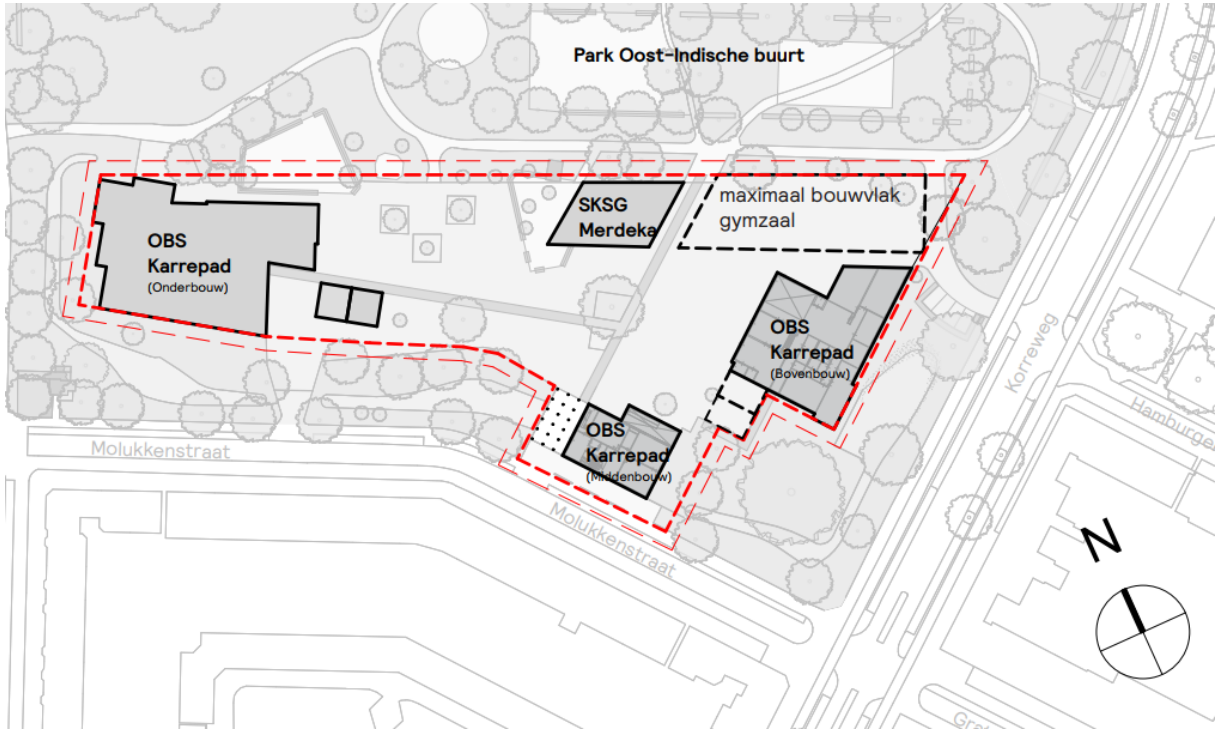 Park Oost-Indische buurt
maximaal bouwvlak
gymzaal
SKSG
Merdeka
OBS
Karrepad
(Onderbouw)
OBS
Karrepad
(Bovenbouw)
Korreweg
OBS
Karrepad
(Middenbouw)
Molukkenstraat
Molukkenstraat
Hamburger
N
Gra